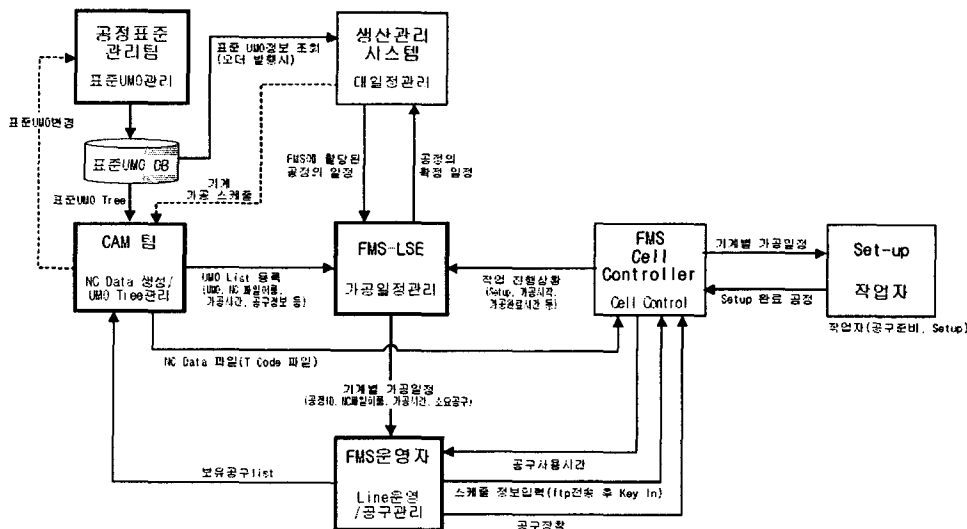 공정표준
관리팀
표준UMO관리
생산관리
시스템
대일정관리
표준 UMO정보 조회
(오더 발행시)
표준UMO변경
표준UMO DB
표준UMO Tree
기계
가공 스케줄
FMS에 할당된
공정의 일정
공정의
확정 일정
CAM 팀
NC Data 생성/
UMO Tree관리
UMO List 등록
(UMO, NC 파일이름,
가공시간, 공구정보 등)
FMS-LSE
가공일정관리
작업 진행상황
(Setup, 가공시작,
가공완료시간 등)
FMS
Cell
Controller
Cell Control
기계별 가공일정
Setup 완료 공정
Set-up
작업자
작업자(공구준비, Setup)
NC Data 파일(T Code 파일)
기계별 가공일정
(공정ID, NC파일이름, 가공시간, 소요공구)
보유공구list
FMS운영자
Line운영
/공구관리
공구사용시간
스케줄 정보입력(ftp전송 후 Key In)
공구장착